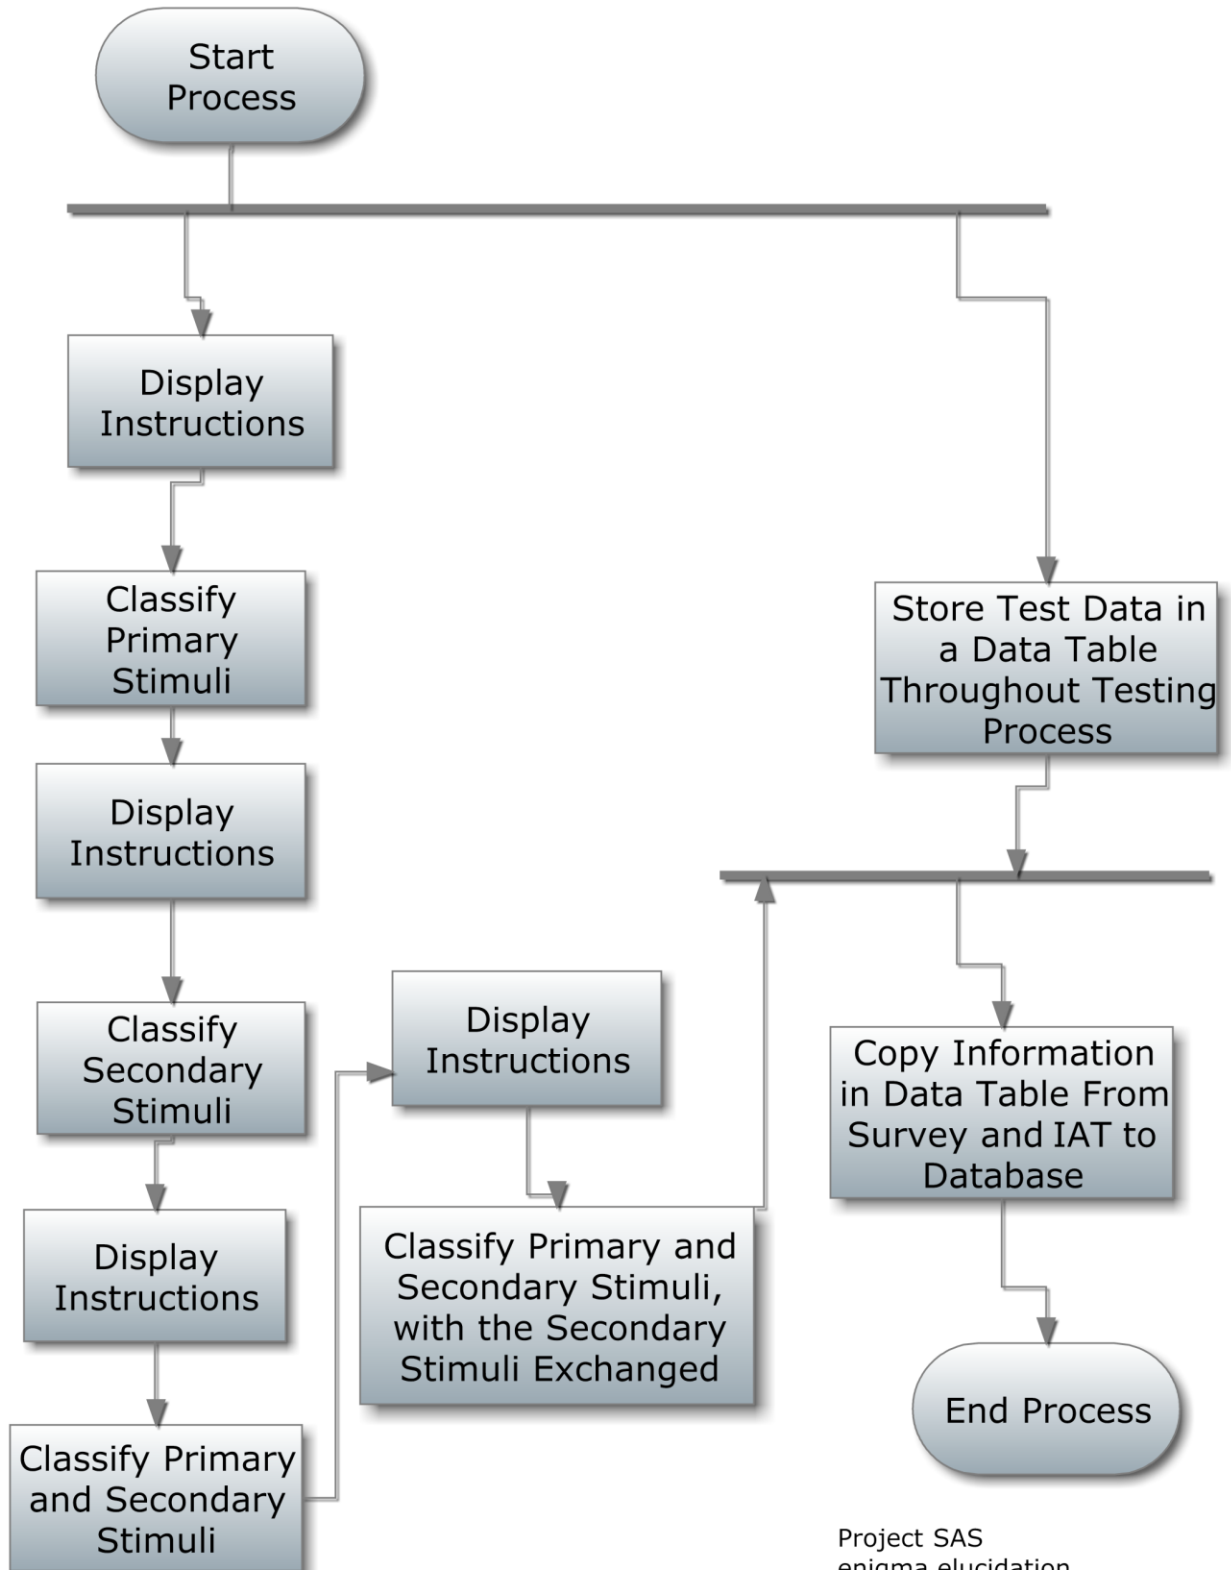 Start
Process
Display
Instructions
Classify
Primary
Stimuli
Display
Instructions
Classify
Secondary
Stimuli
Display
Instructions
Classify Primary
and Secondary
Stimuli
Display
Instructions
Classify Primary and
Secondary Stimuli,
with the Secondary
Stimuli Exchanged
Store Test Data in
a Data Table
Throughout Testing
Process
Copy Information
in Data Table From
Survey and IAT to
Database
End Process
Project SAS
enigma elucidation